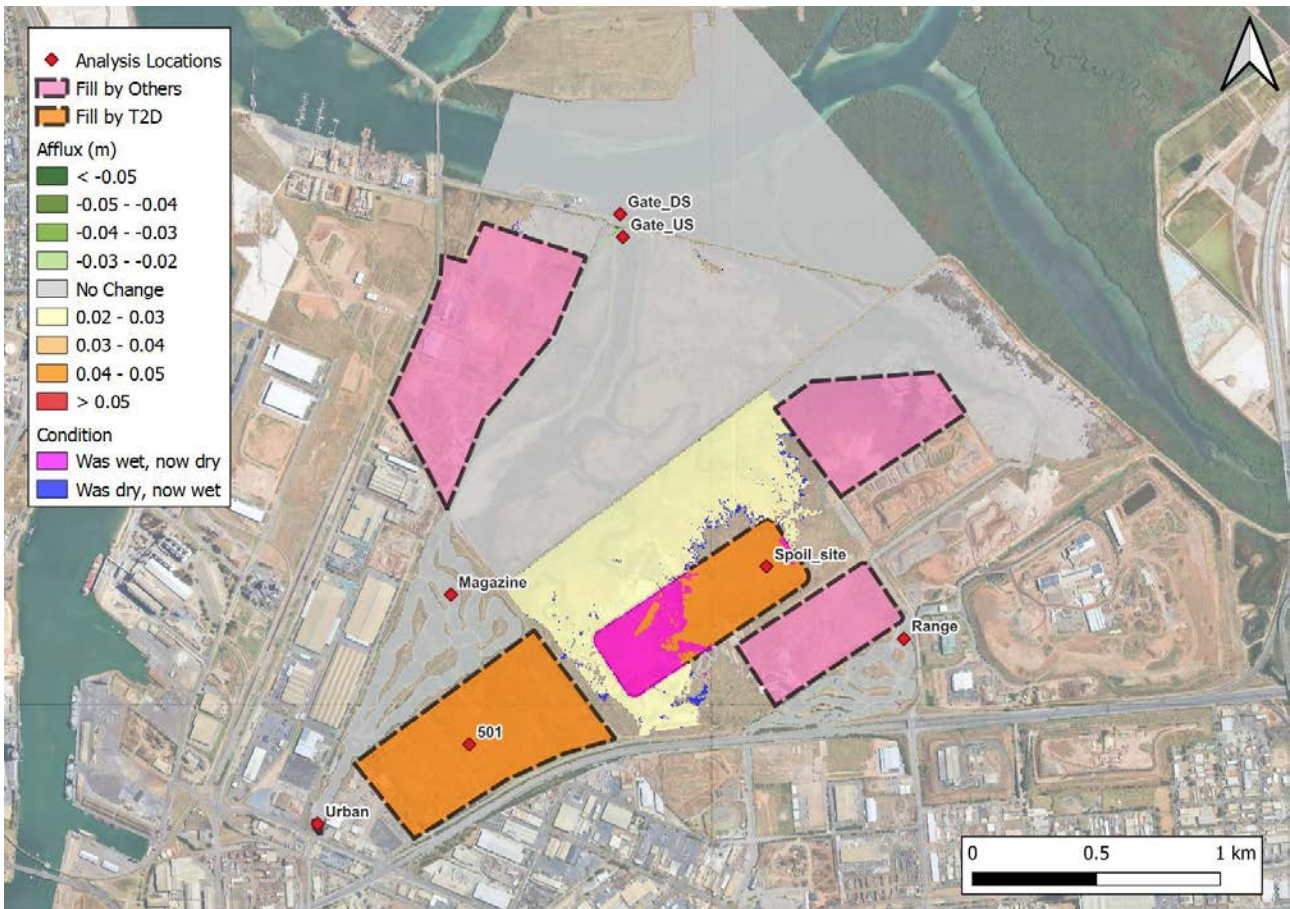 Analysis Locations
Fill by Others
Fill by T2D
Afflux (m)
< -0.05
-0.05 - -0.04
-0.04 - -0.03
-0.03 - -0.02
No Change
0.02 - 0.03
0.03 - 0.04
0.04 - 0.05
> 0.05
Condition
Was wet, now dry
Was dry, now wet
Gate_DS
Gate_US
Spoil_site
Magazine
Range
501
Urban
0 0.5 1 km